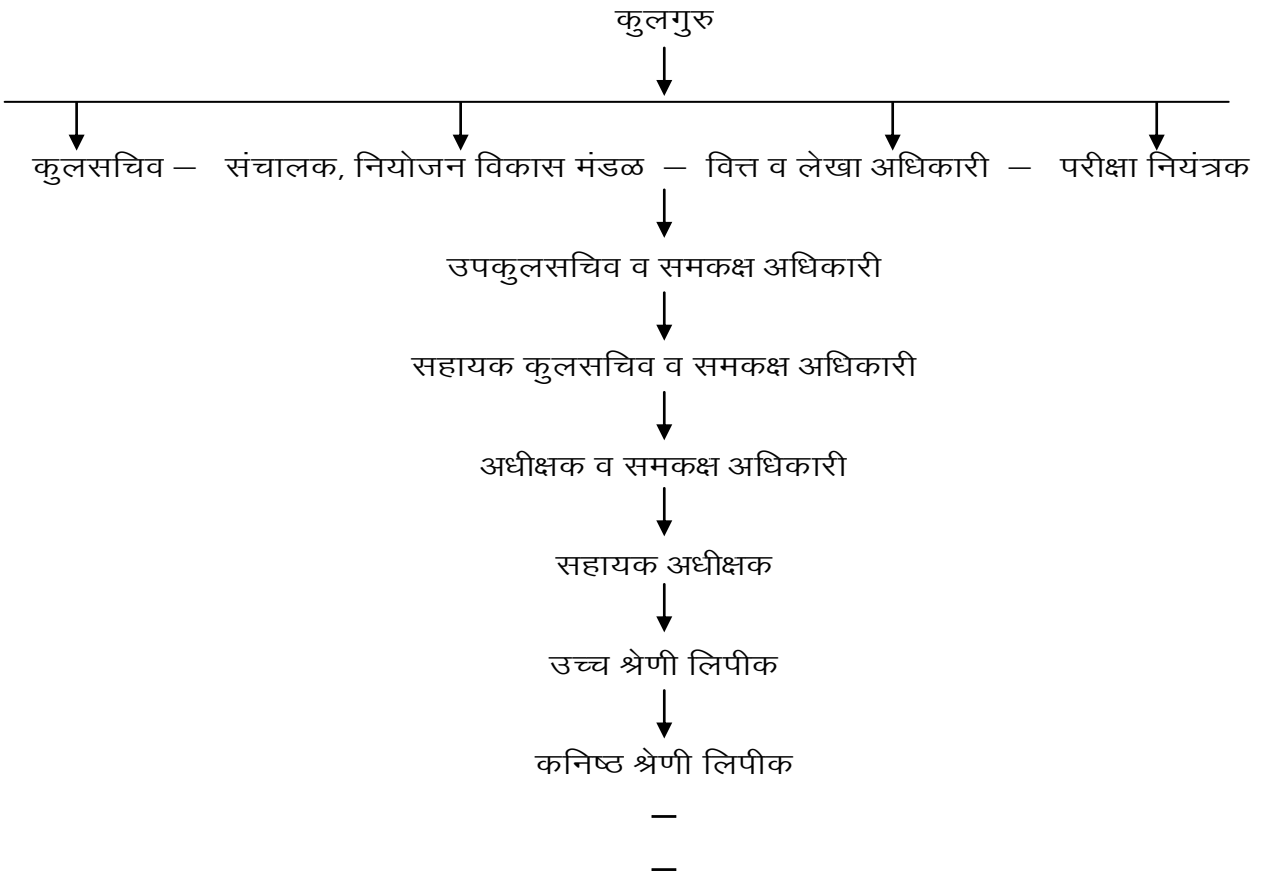 कुलगुरु
कुलसचिव – संचालक, नियोजन विकास मंडळ – वित्त व लेखा अधिकारी – परीक्षा नियंत्रक
उपकुलसचिव व समकक्ष अधिकारी
सहायक कुलसचिव व समकक्ष अधिकारी
अधीक्षक व समकक्ष अधिकारी
सहायक अधीक्षक
उच्च श्रेणी लिपीक
कनिष्ठ श्रेणी लिपीक
–
–